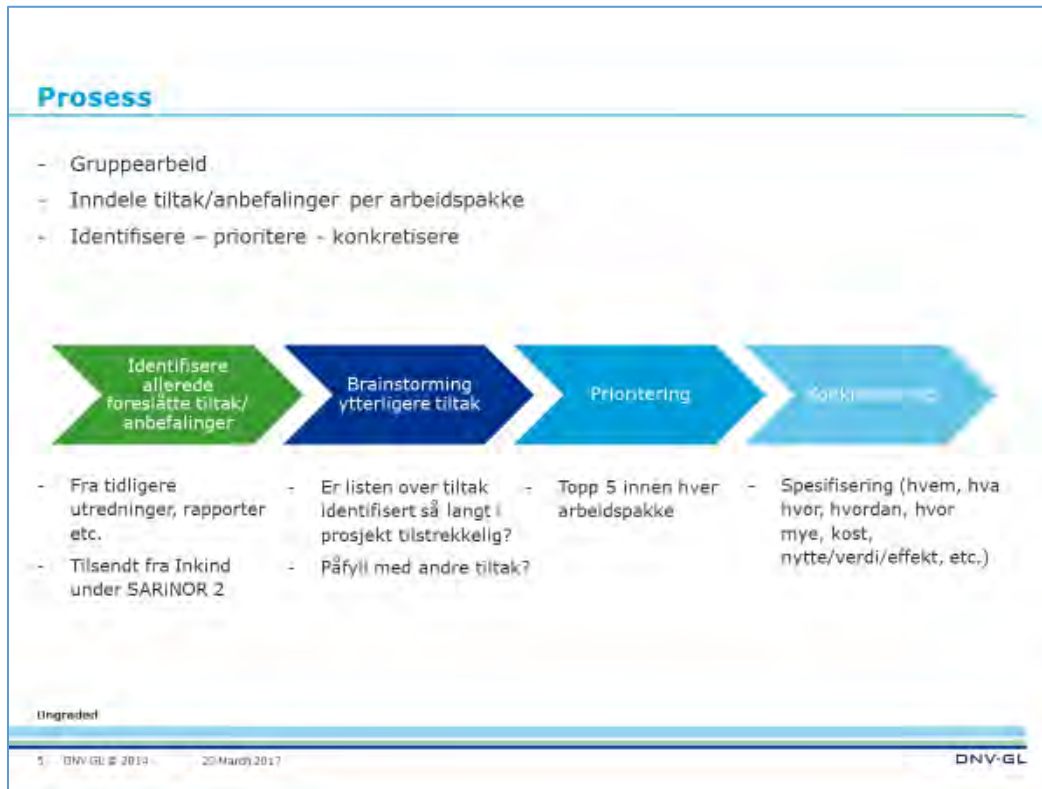 Prosess
- Gruppearbeid
- Inndele tiltak/anbefalinger per arbeidspakke
- Identifisere – prioritere - konkretisere
Identifisere
allerede
foreslåtte tiltak/
anbefalinger
Brainstorming
ytterligere tiltak
Prioritering
- Fra tidligere
utredninger, rapporter
etc.
- Tilsendt fra Inkind
under SARINOR 2
- Er listen over tiltak
identifisert så langt i
prosjekt tilstrekkelig?
- Påfyll med andre tiltak?
- Topp 5 innen hver
arbeidspakke
- Spesifisering (hvem, hva
hvor, hvordan, hvor
mye, kost,
nytte/verdi/effekt, etc.)
Ungraded
5 DNV GL © 2014 20 March 2017
DNV·GL